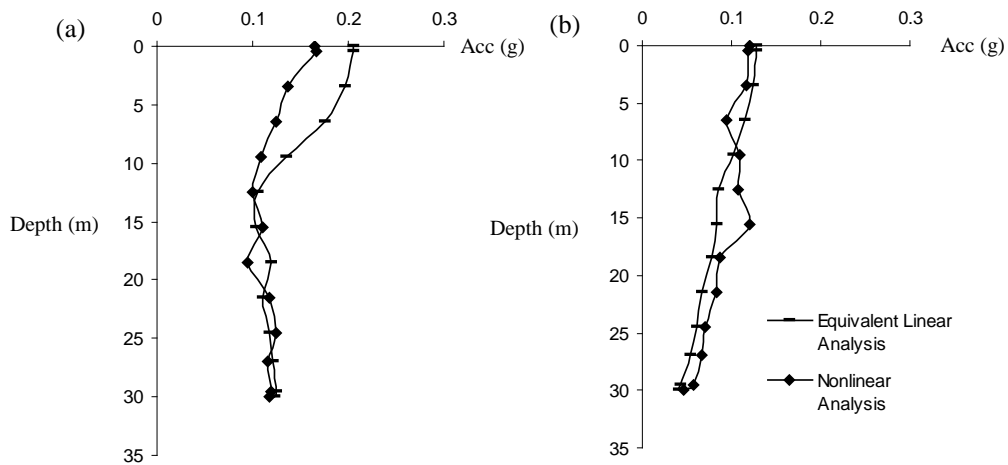 (a)
0 0.1 0.2 0.3
Acc (g)
0
5
10
15
20
25
30
35
Depth (m)
(b)
0 0.1 0.2 0.3
Acc (g)
0
5
10
15
20
25
30
35
Depth (m)
Equivalent Linear
Analysis
Nonlinear
Analysis